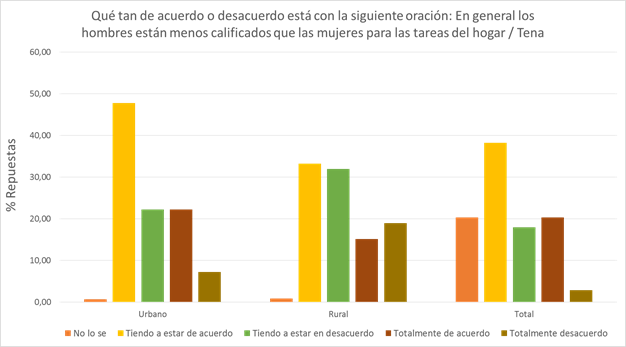 Qué tan de acuerdo o desacuerdo está con la siguiente oración: En general los
hombres están menos calificados que las mujeres para las tareas del hogar / Tena
60,00
50,00
40,00
30,00
20,00
10,00
0,00
% Repuestas
Urbano
Rural
Total
No lo se
Tiendo a estar de acuerdo
Tiendo a estar en desacuerdo
Totalmente de acuerdo
Totalmente desacuerdo